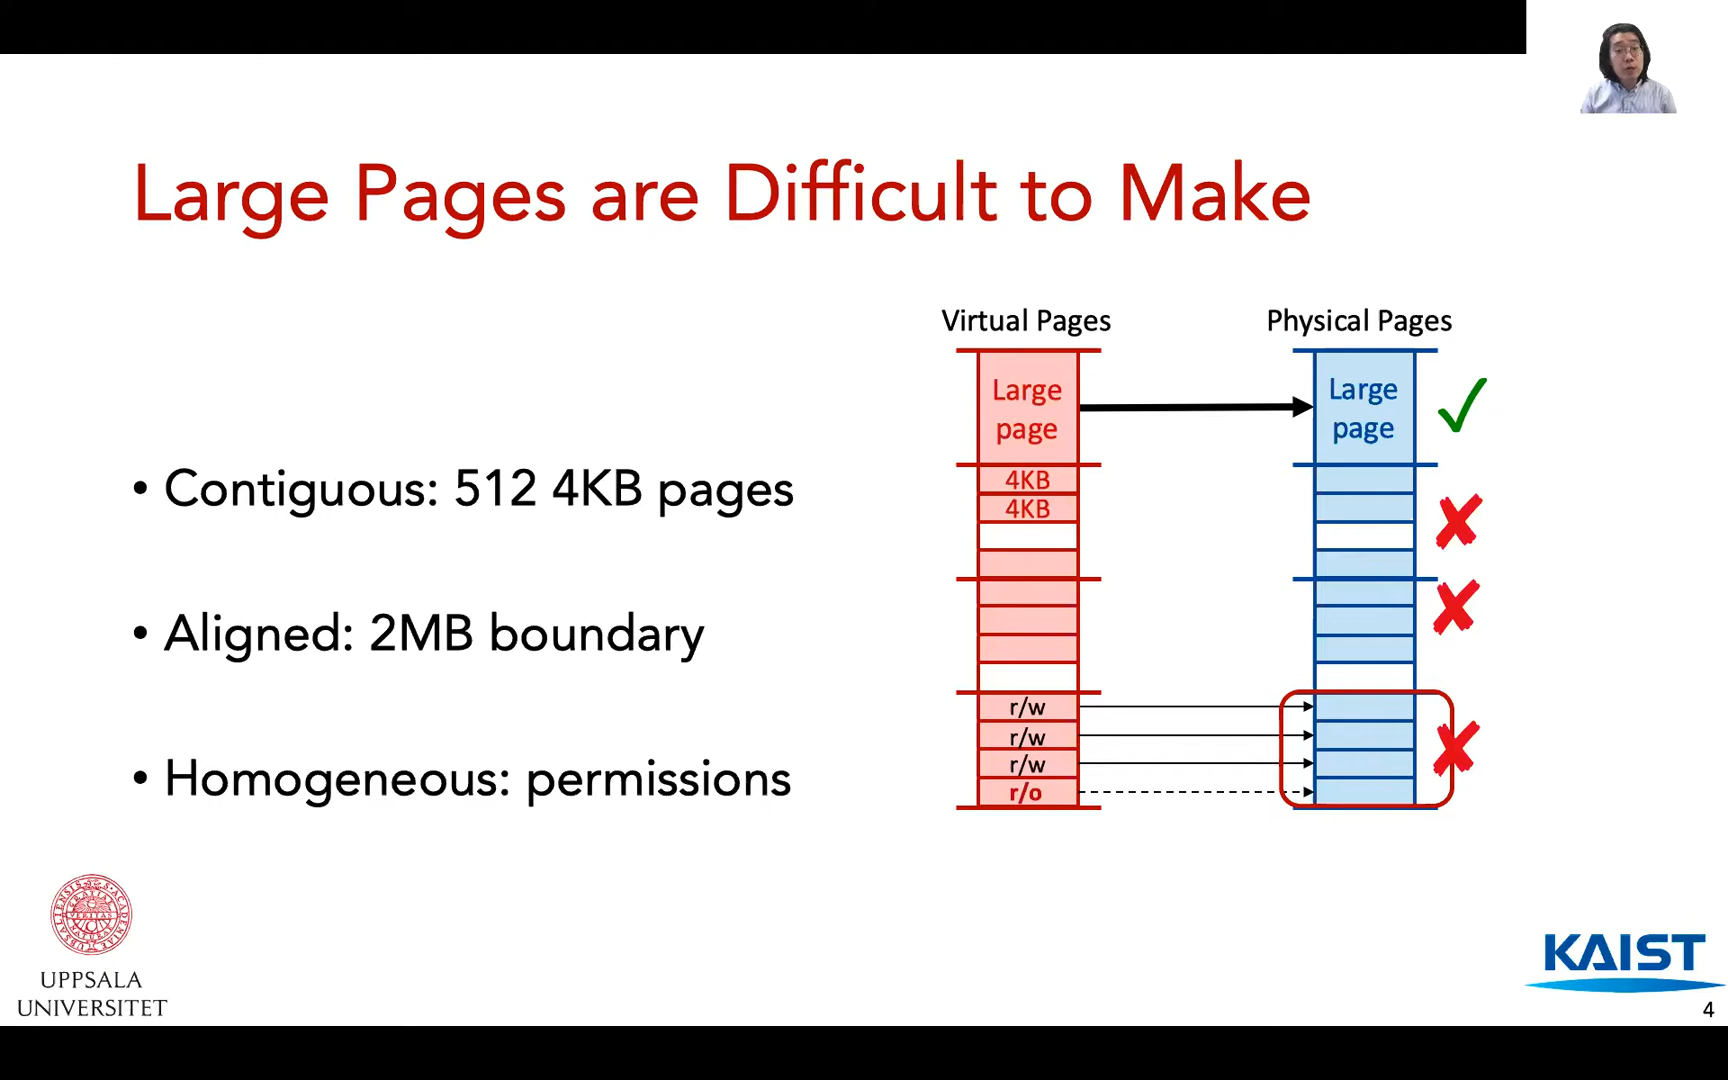 Large Pages are Difficult to Make
• Contiguous: 512 4KB pages
• Aligned: 2MB boundary
• Homogeneous: permissions
Virtual Pages
Physical Pages
Large
page
Large
page
4KB
4KB
r/w
r/w
r/w
r/o
UPPSALA
UNIVERSITET
KAIST
4